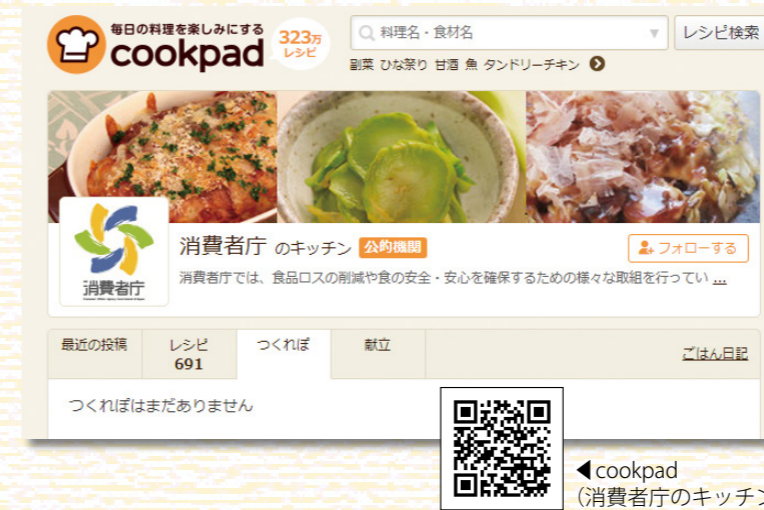 毎日の料理を楽しみにする
cookpad
323万
レシピ
料理名・食材名
レシピ検索
副菜 ひな祭り 甘酒 魚 タンドリーチキン
消費者庁
消費者庁 のキッチン 公的機関
フォローする
消費者庁では、食品ロスの削減や食の安全・安心を確保するための様々な取組を行ってい ...
最近の投稿
レシピ
691
つくれぽ
献立
ごはん日記
つくれぽはまだありません
◀cookpad
(消費者庁のキッチン